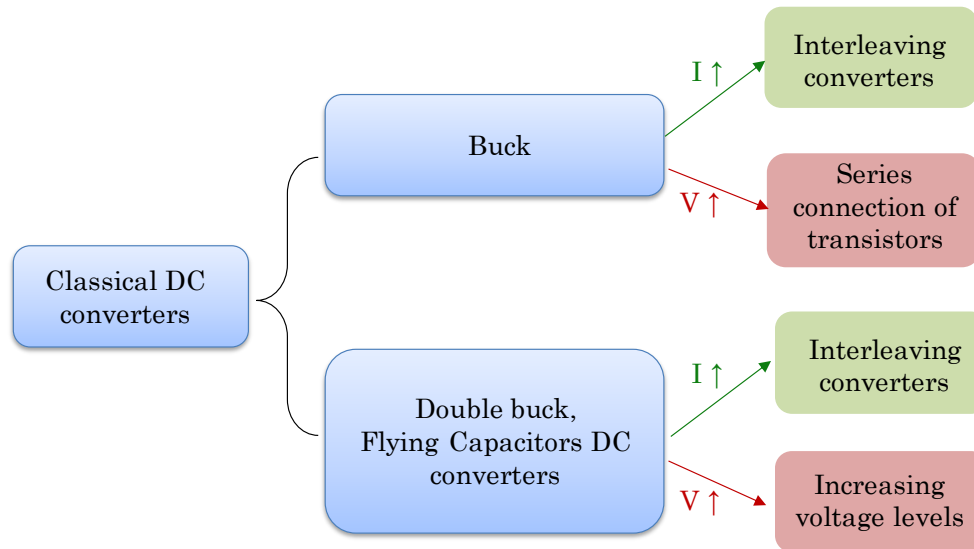 Classical DC
converters
Buck
I ↑
Interleaving
converters
V ↑
Series
connection of
transistors
Double buck,
Flying Capacitors DC
converters
I ↑
Interleaving
converters
V ↑
Increasing
voltage levels